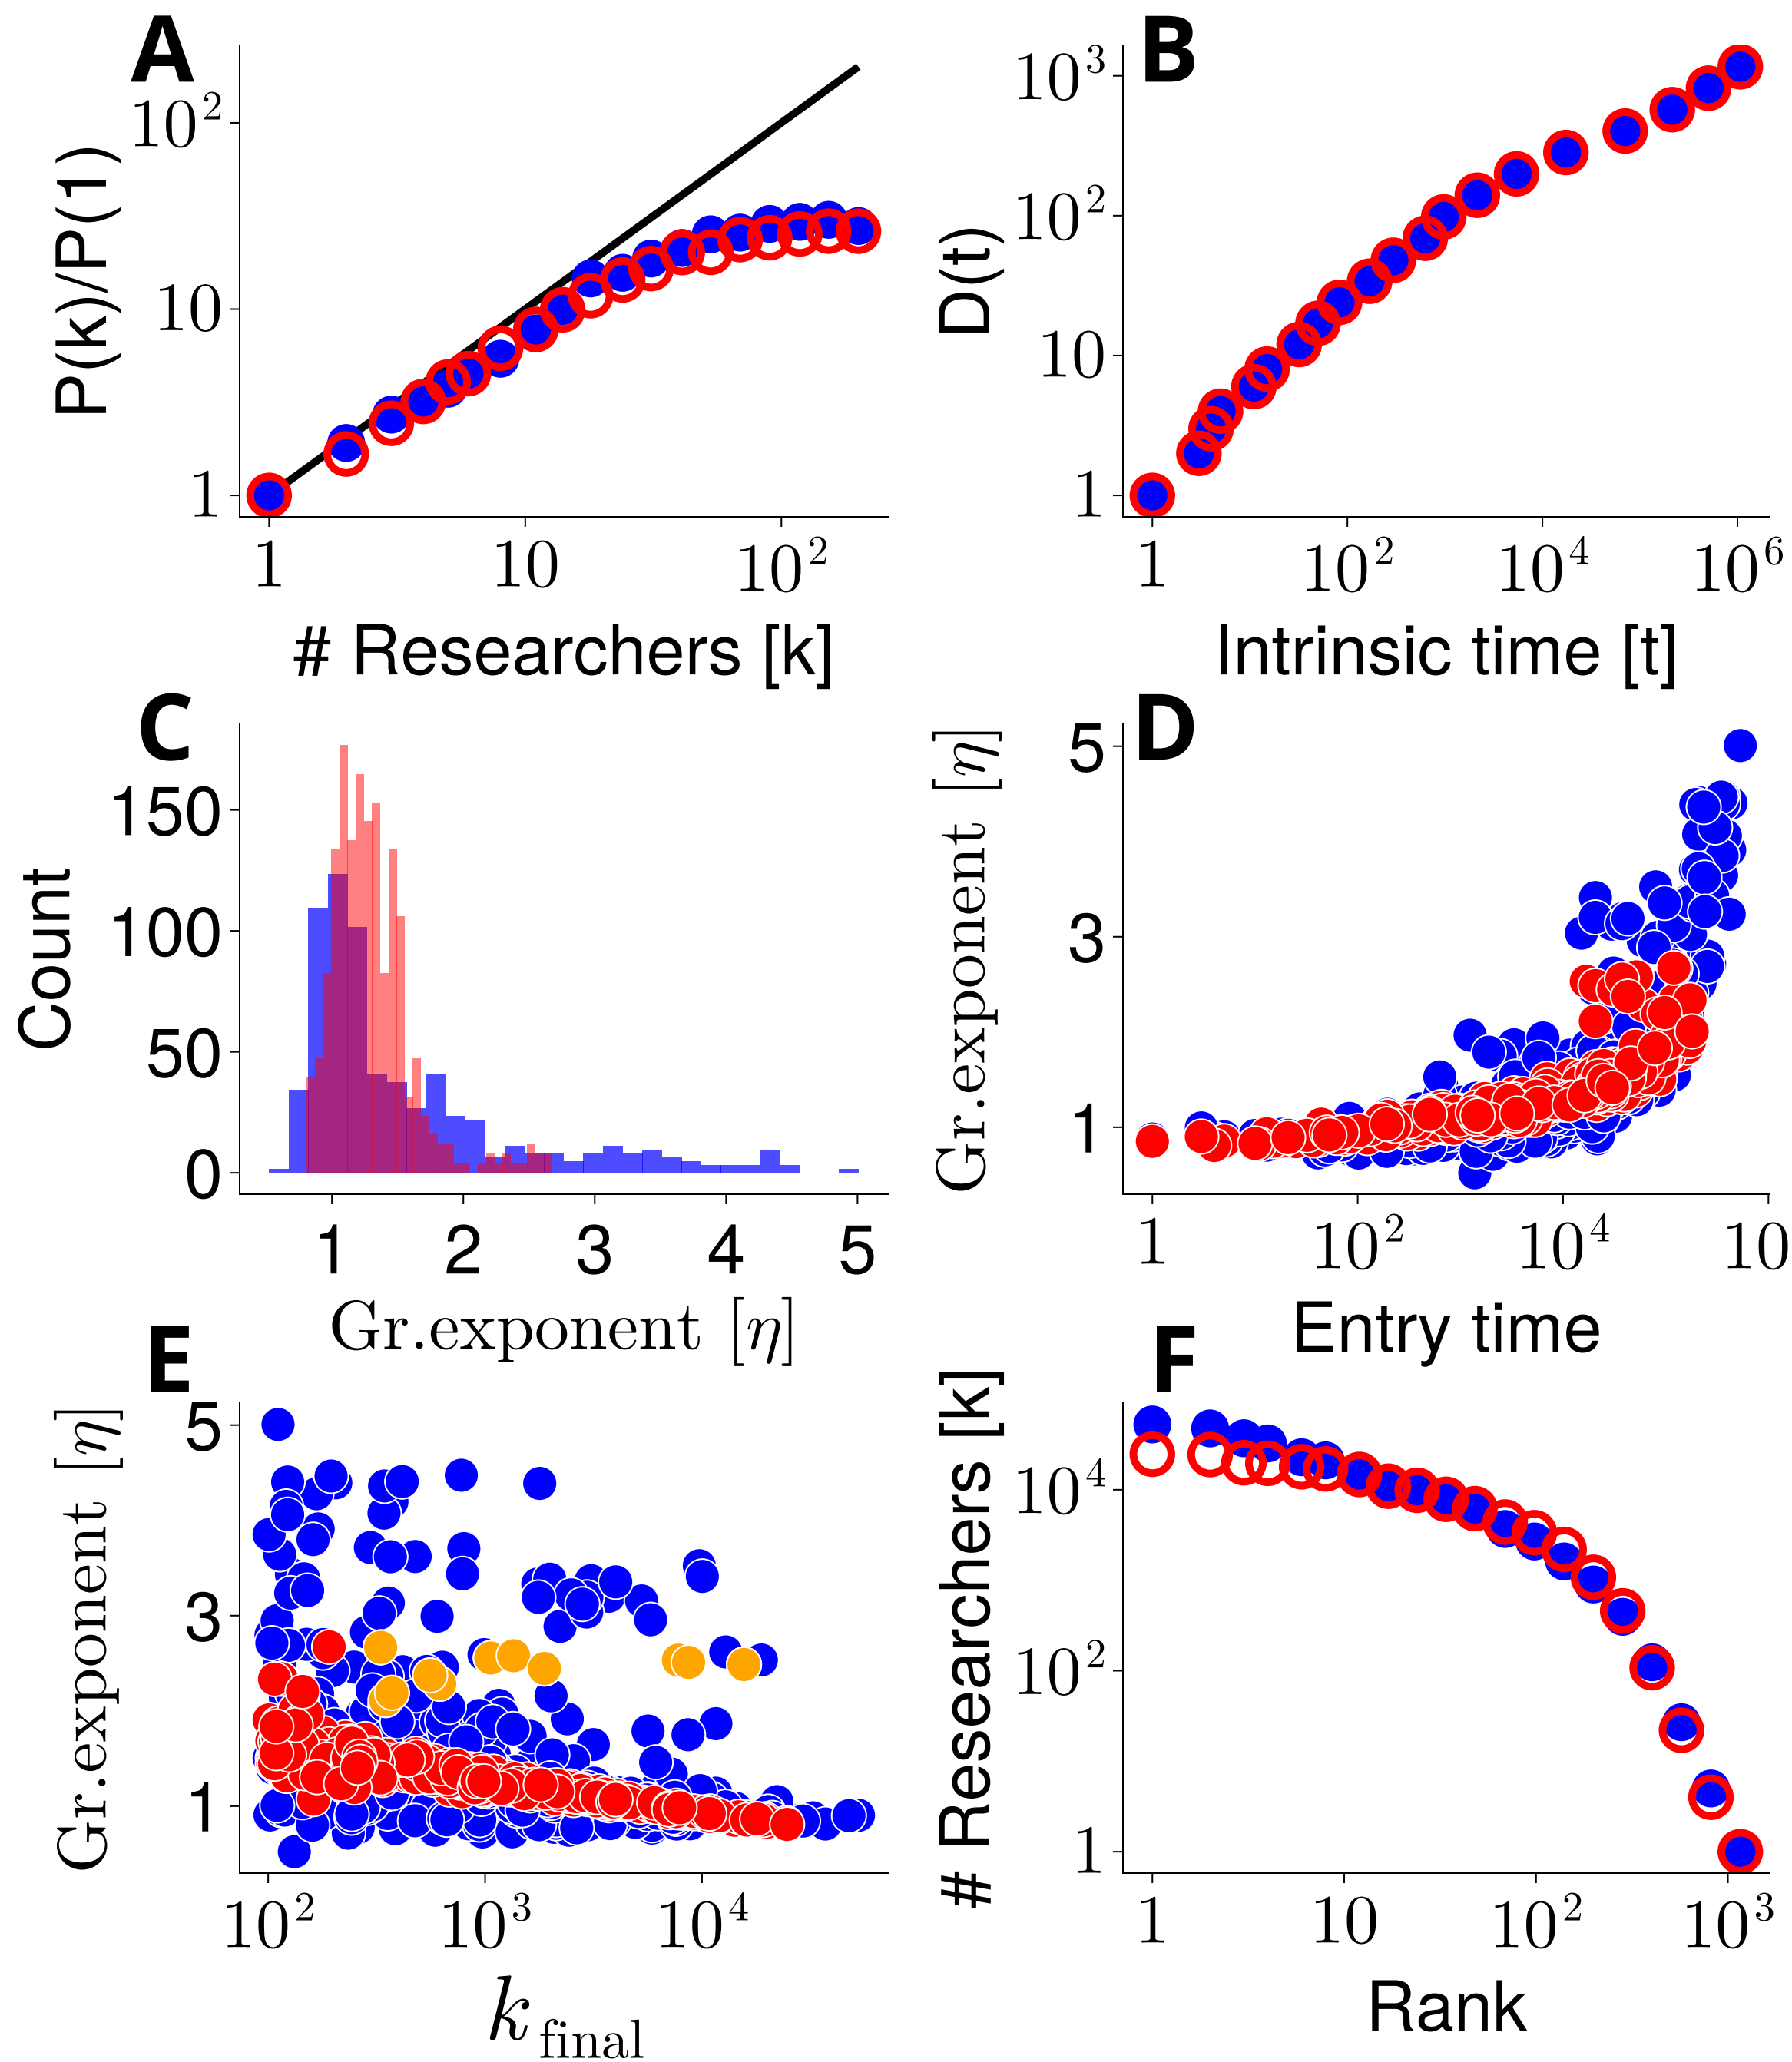 A
P(k)/P(1)
10²
10
1
1 10 10²
# Researchers [k]
B
D(t)
10³
10²
10
1
1 10² 10⁴ 10⁶
Intrinsic time [t]
C
Count
150
100
50
0
1 2 3 4 5
Gr.exponent [η]
D
Gr.exponent [η]
5
3
1
1 10² 10⁴ 10
Entry time
E
Gr.exponent [η]
5
3
1
10² 10³ 10⁴
k_final
F
# Researchers [k]
10⁴
10²
1
1 10 10² 10³
Rank